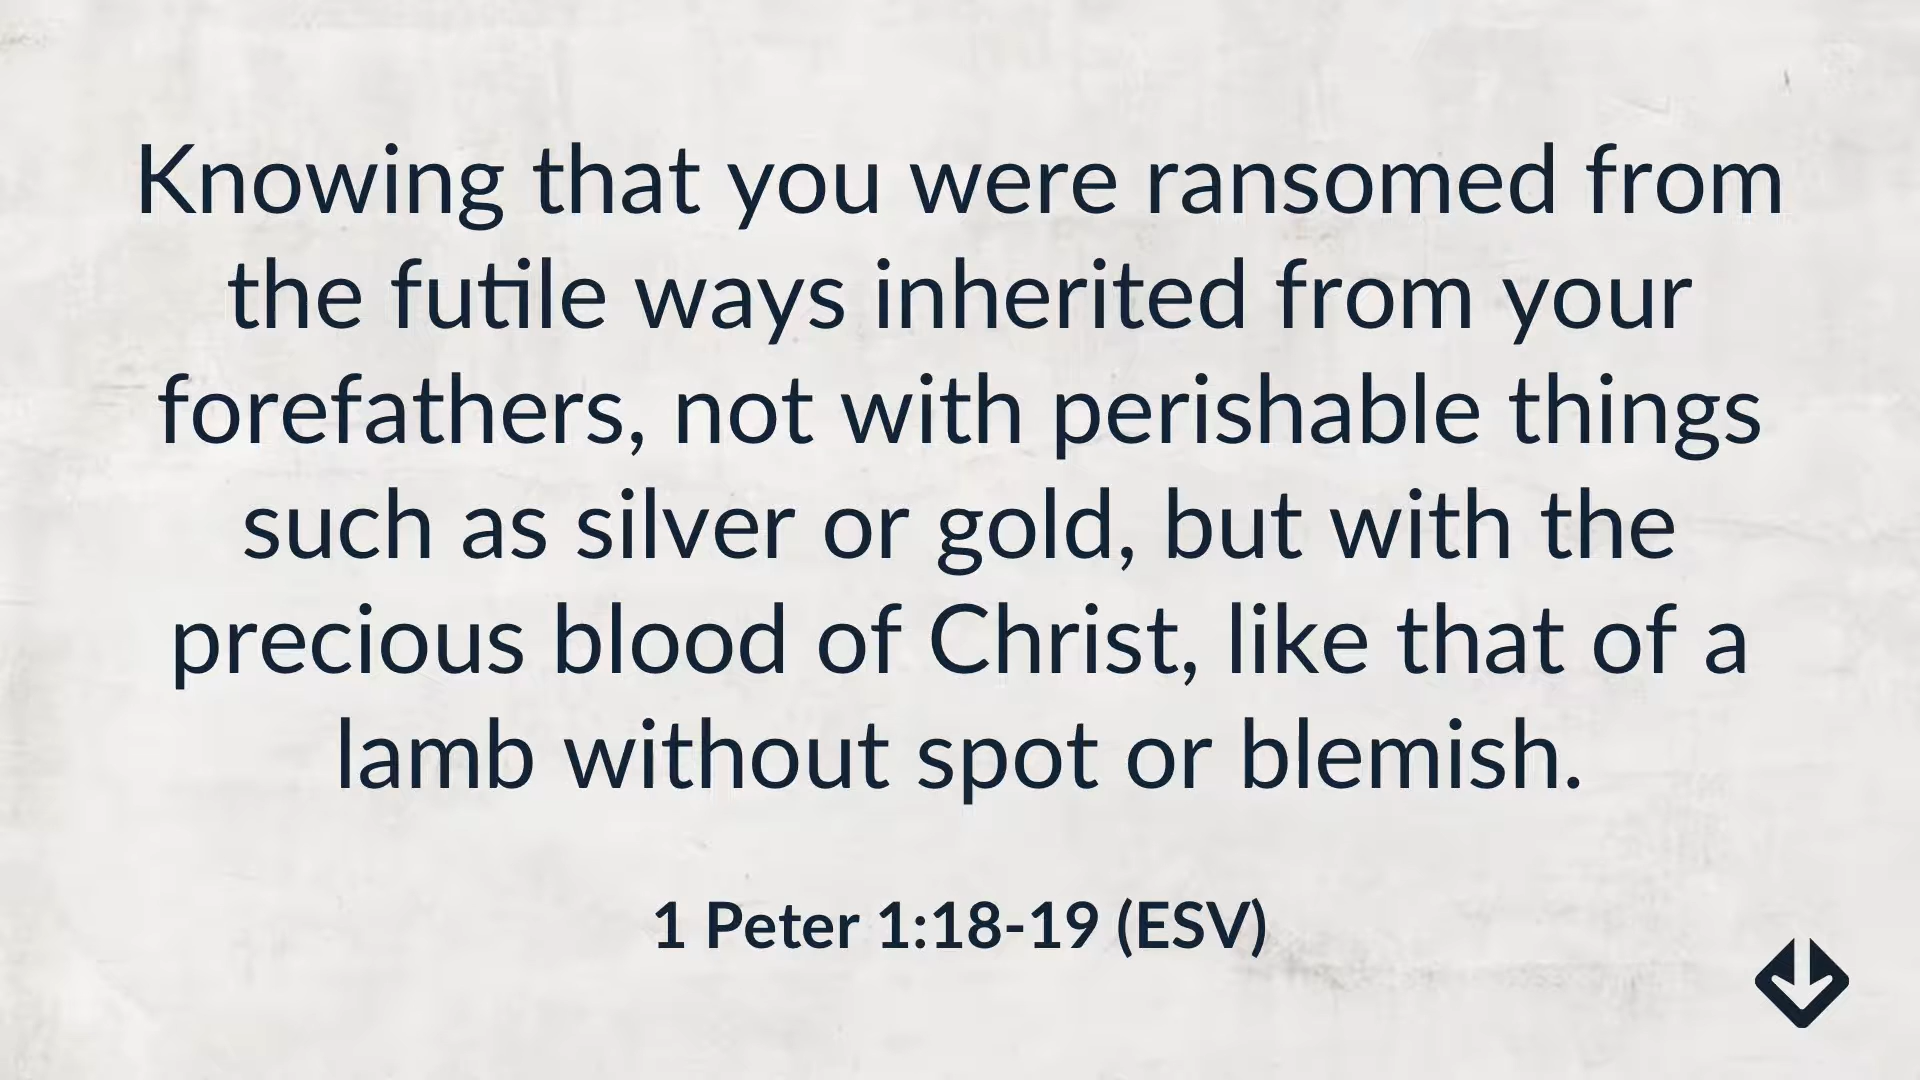 Knowing that you were ransomed from
the futile ways inherited from your
forefathers, not with perishable things
such as silver or gold, but with the
precious blood of Christ, like that of a
lamb without spot or blemish.
1 Peter 1:18-19 (ESV)